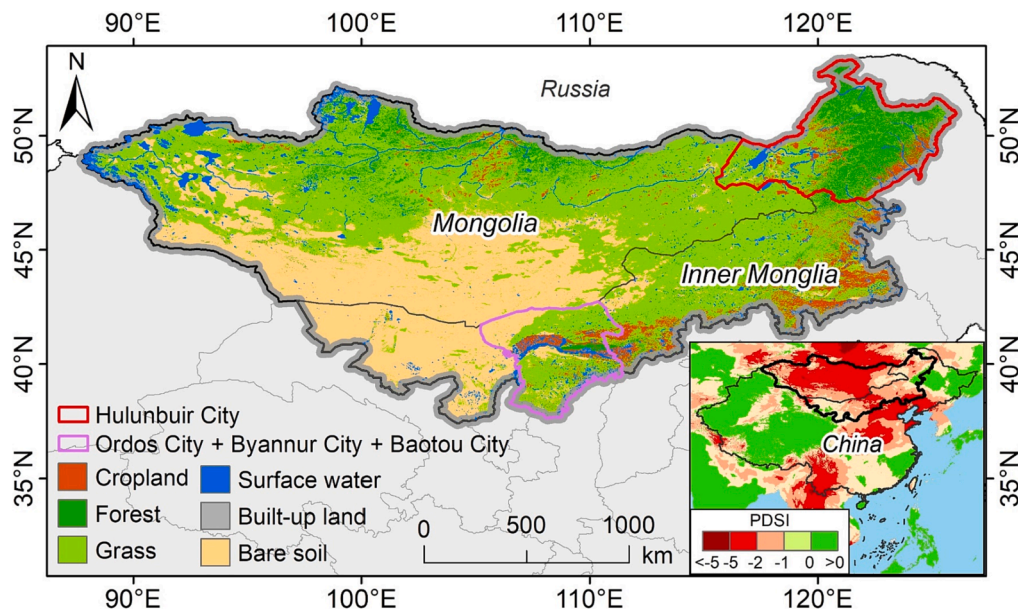 90°E 100°E 110°E 120°E
N
Russia
50°N 50°N
Mongolia
45°N 45°N
Inner Monglia
40°N 40°N
Hulunbuir City
Ordos City + Byannur City + Baotou City
China
Cropland Surface water
35°N 35°N
Forest Built-up land
0 500 1000
km
Grass Bare soil
PDSI
<-5 -5 -2 -1 0 >0
90°E 100°E 110°E 120°E